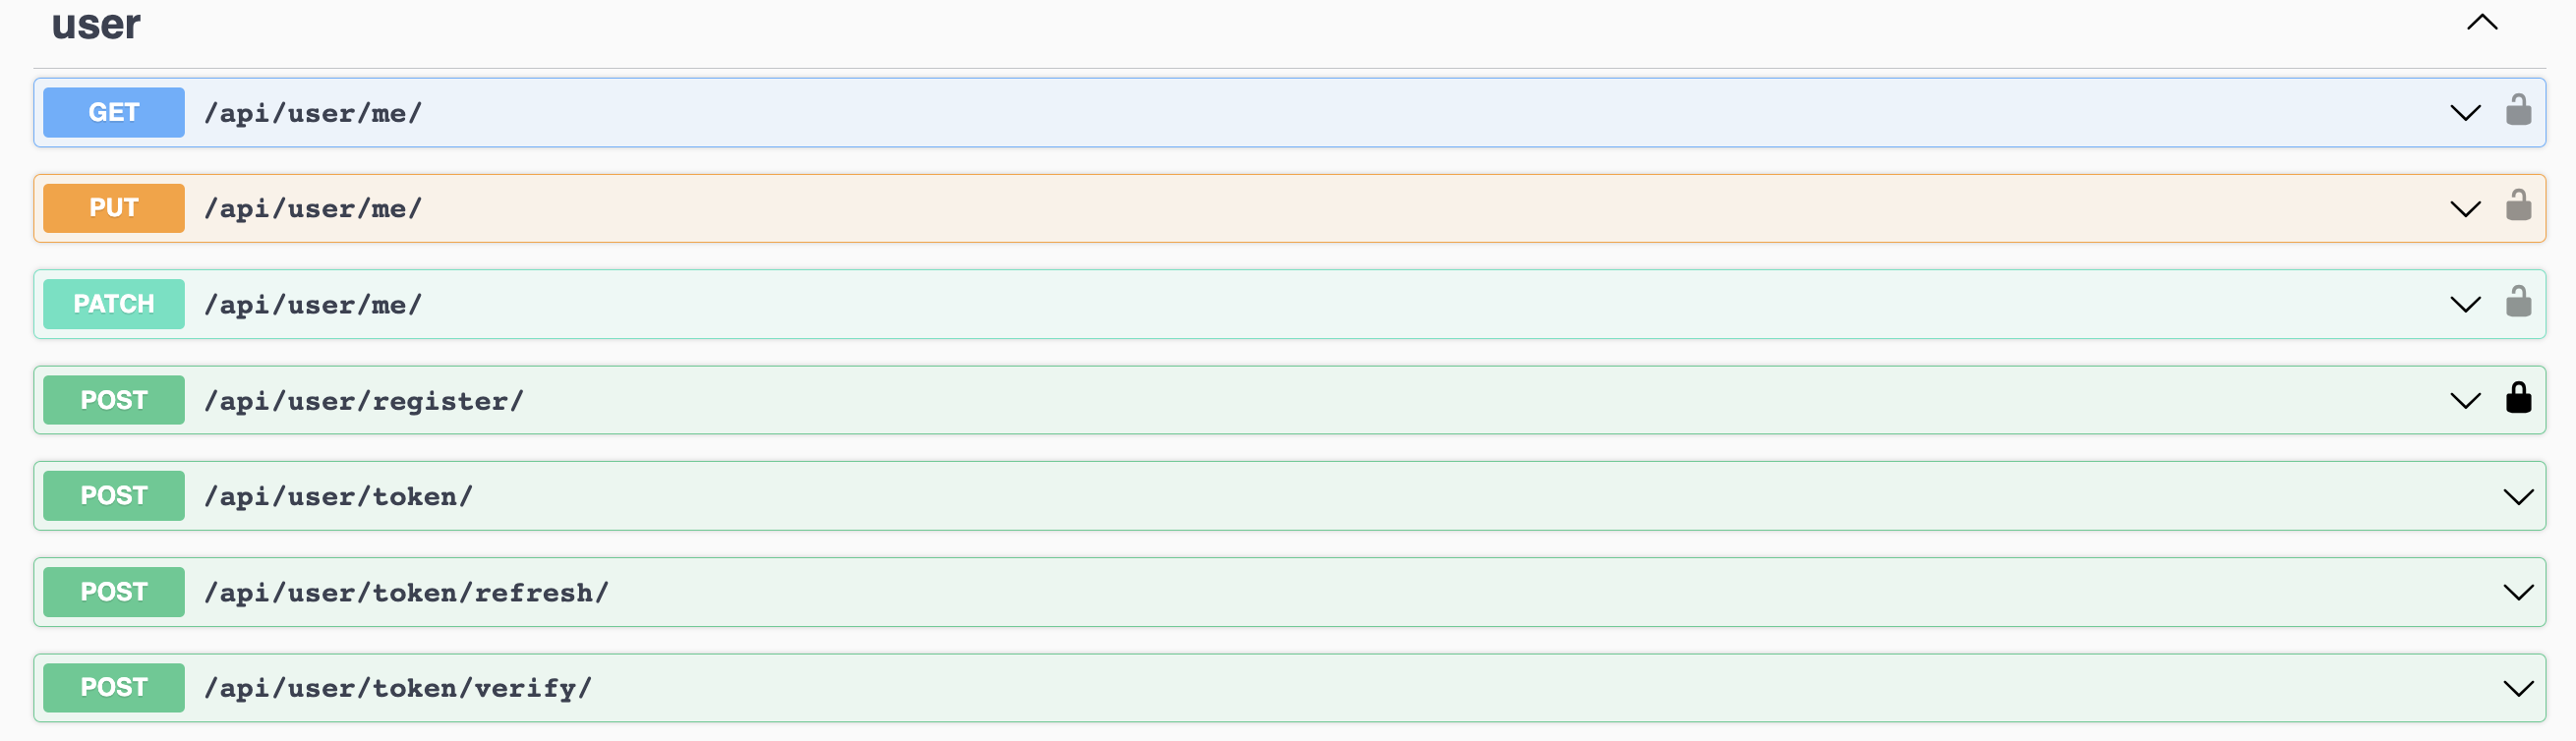 user
GET /api/user/me/
PUT /api/user/me/
PATCH /api/user/me/
POST /api/user/register/
POST /api/user/token/
POST /api/user/token/refresh/
POST /api/user/token/verify/